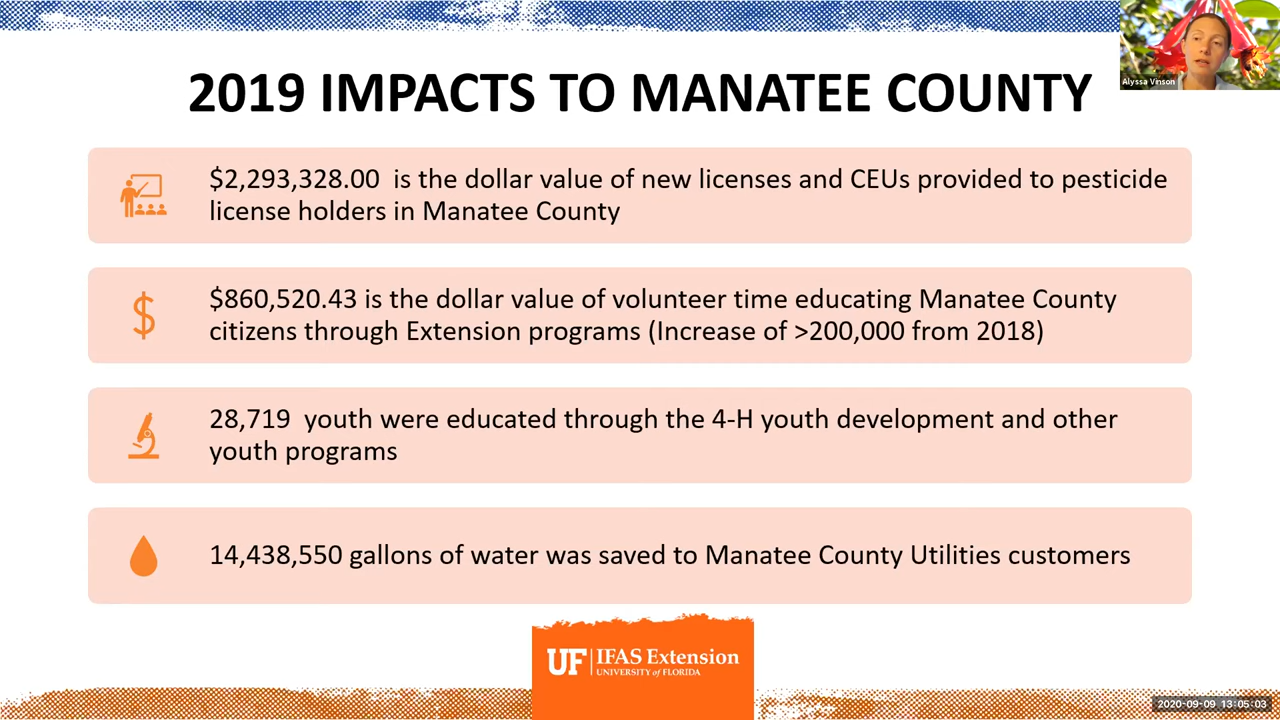 Alyssa Vinson
2019 IMPACTS TO MANATEE COUNTY
$2,293,328.00 is the dollar value of new licenses and CEUs provided to pesticide
license holders in Manatee County
$
$860,520.43 is the dollar value of volunteer time educating Manatee County
citizens through Extension programs (Increase of >200,000 from 2018)
28,719 youth were educated through the 4-H youth development and other
youth programs
14,438,550 gallons of water was saved to Manatee County Utilities customers
UF IFAS Extension
UNIVERSITY of FLORIDA
2020-09-09 13:05:03